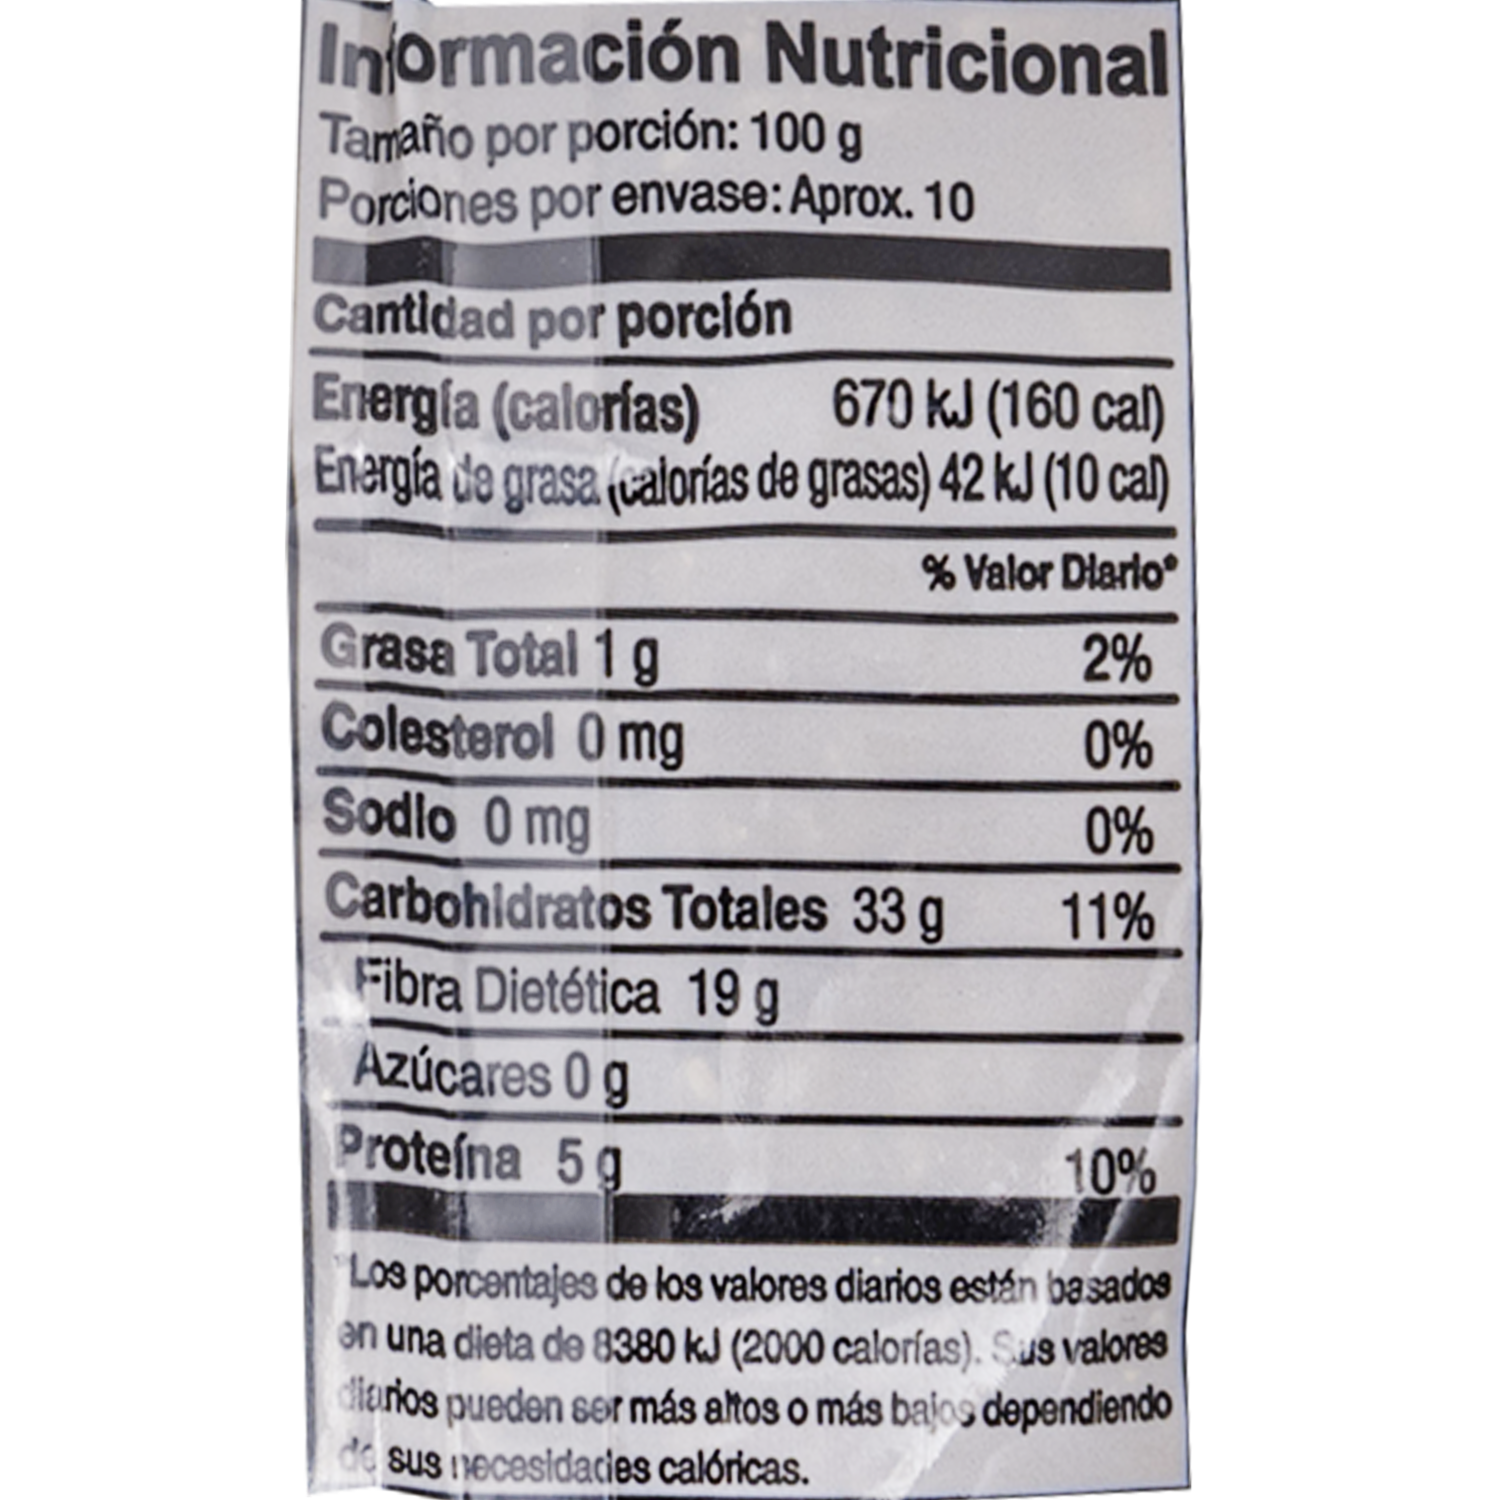 Información Nutricional
Tamaño por porción: 100 g
Porciones por envase: Aprox. 10
Cantidad por porción
Energía (calorías) 670 kJ (160 cal)
Energía de grasa (calorías de grasas) 42 kJ (10 cal)
% Valor Diario*
Grasa Total 1 g 2%
Colesterol 0 mg 0%
Sodio 0 mg 0%
Carbohidratos Totales 33 g 11%
Fibra Dietética 19 g
Azúcares 0 g
Proteína 5 g 10%
*Los porcentajes de los valores diarios están basados
en una dieta de 8380 kJ (2000 calorías). Sus valores
diarios pueden ser más altos o más bajos dependiendo
de sus necesidades calóricas.